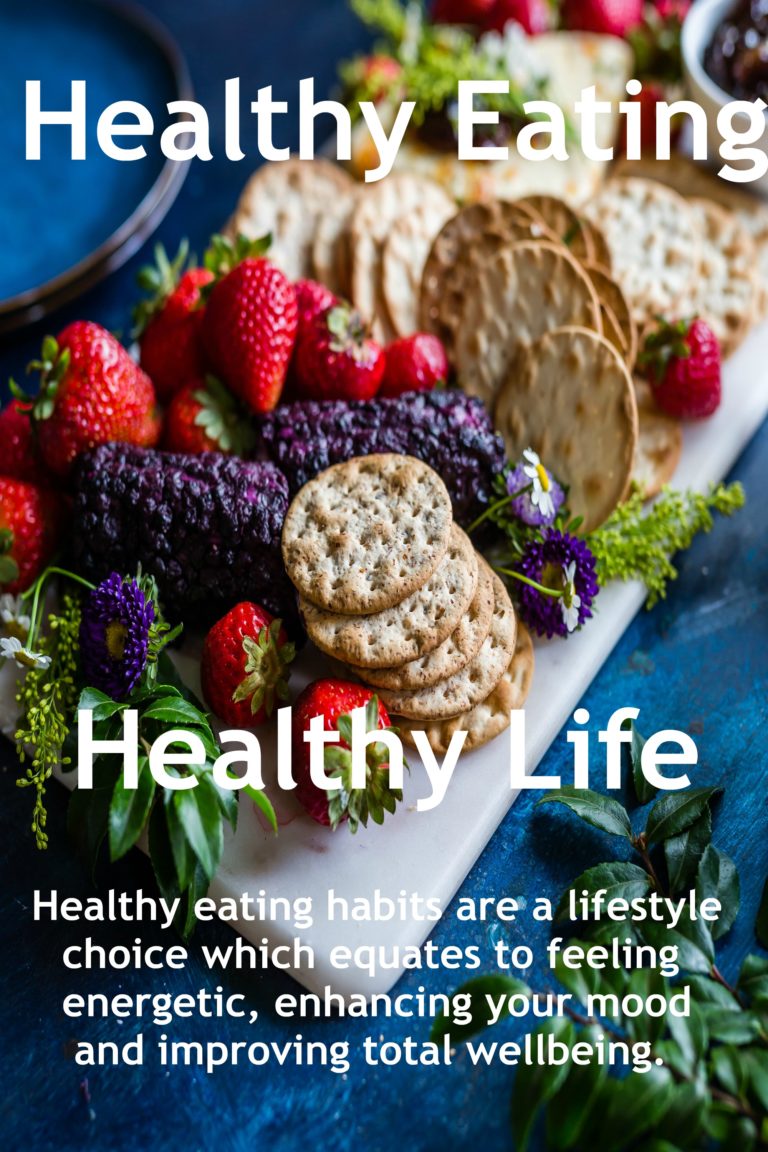 Healthy Eating
Healthy Life
Healthy eating habits are a lifestyle
choice which equates to feeling
energetic, enhancing your mood
and improving total wellbeing.